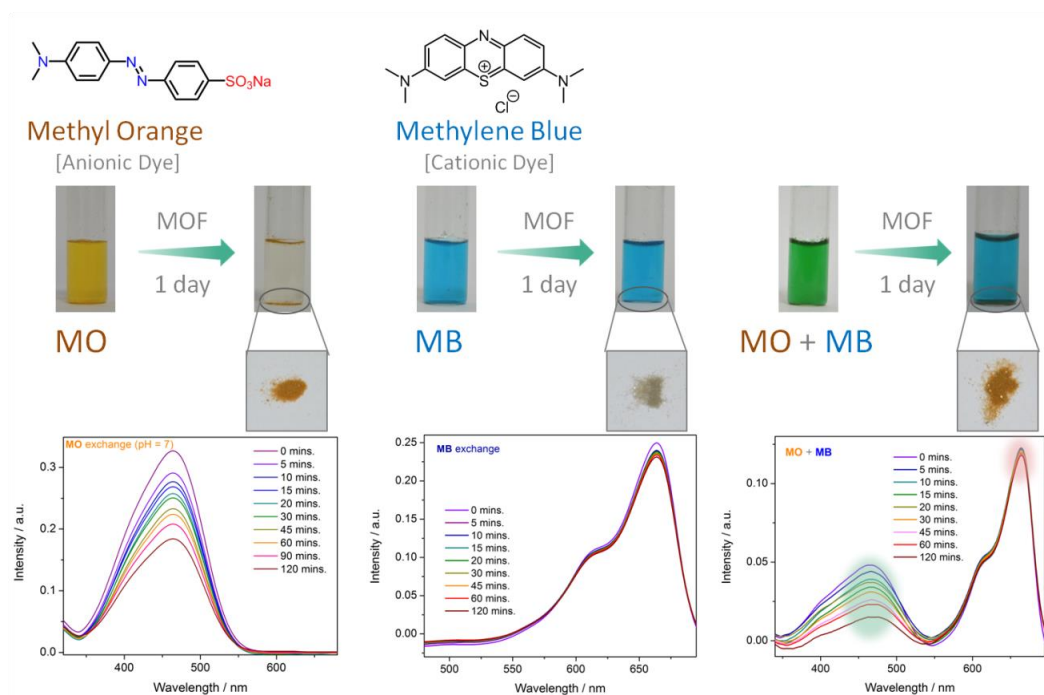 N
N
N
SO₃Na
N
N
S
⊕
N
Cl⊖
Methyl Orange
[Anionic Dye]
Methylene Blue
[Cationic Dye]
MOF
1 day
MO
MOF
1 day
MB
MOF
1 day
MO + MB
MO exchange (pH = 7)
0 mins.
5 mins.
10 mins.
15 mins.
20 mins.
30 mins.
45 mins.
60 mins.
90 mins.
120 mins.
0.3
0.2
0.1
0.0
Intensity / a.u.
400
500
600
Wavelength / nm
MB exchange
0 mins.
5 mins.
10 mins.
15 mins.
20 mins.
30 mins.
45 mins.
60 mins.
120 mins.
0.25
0.20
0.15
0.10
0.05
0.00
Intensity / a.u.
500
550
600
650
Wavelength / nm
MO + MB
0 mins.
5 mins.
10 mins.
15 mins.
20 mins.
30 mins.
45 mins.
60 mins.
120 mins.
0.10
0.05
0.00
Intensity / a.u.
400
500
600
Wavelength / nm